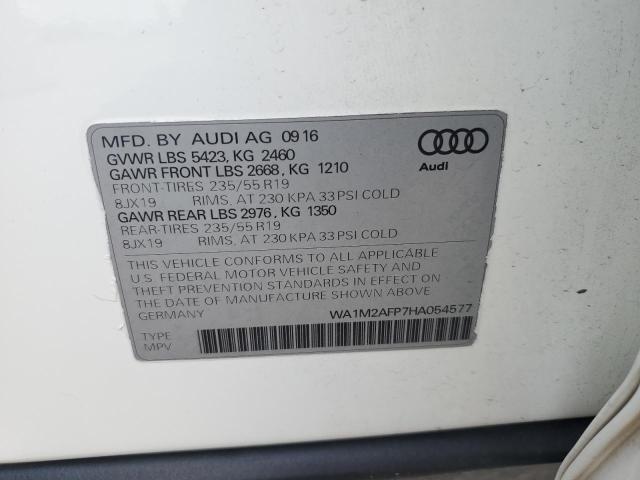 MFD. BY AUDI AG 09 16
GVWR LBS 5423, KG 2460
GAWR FRONT LBS 2668, KG 1210
FRONT-TIRES 235/55 R19
8JX19 RIMS, AT 230 KPA 33 PSI COLD
GAWR REAR LBS 2976, KG 1350
REAR-TIRES 235/55 R19
8JX19 RIMS, AT 230 KPA 33 PSI COLD
Audi
THIS VEHICLE CONFORMS TO ALL APPLICABLE
U.S. FEDERAL MOTOR VEHICLE SAFETY AND
THEFT PREVENTION STANDARDS IN EFFECT ON
THE DATE OF MANUFACTURE SHOWN ABOVE.
GERMANY WA1M2AFP7HA054577
TYPE
MPV